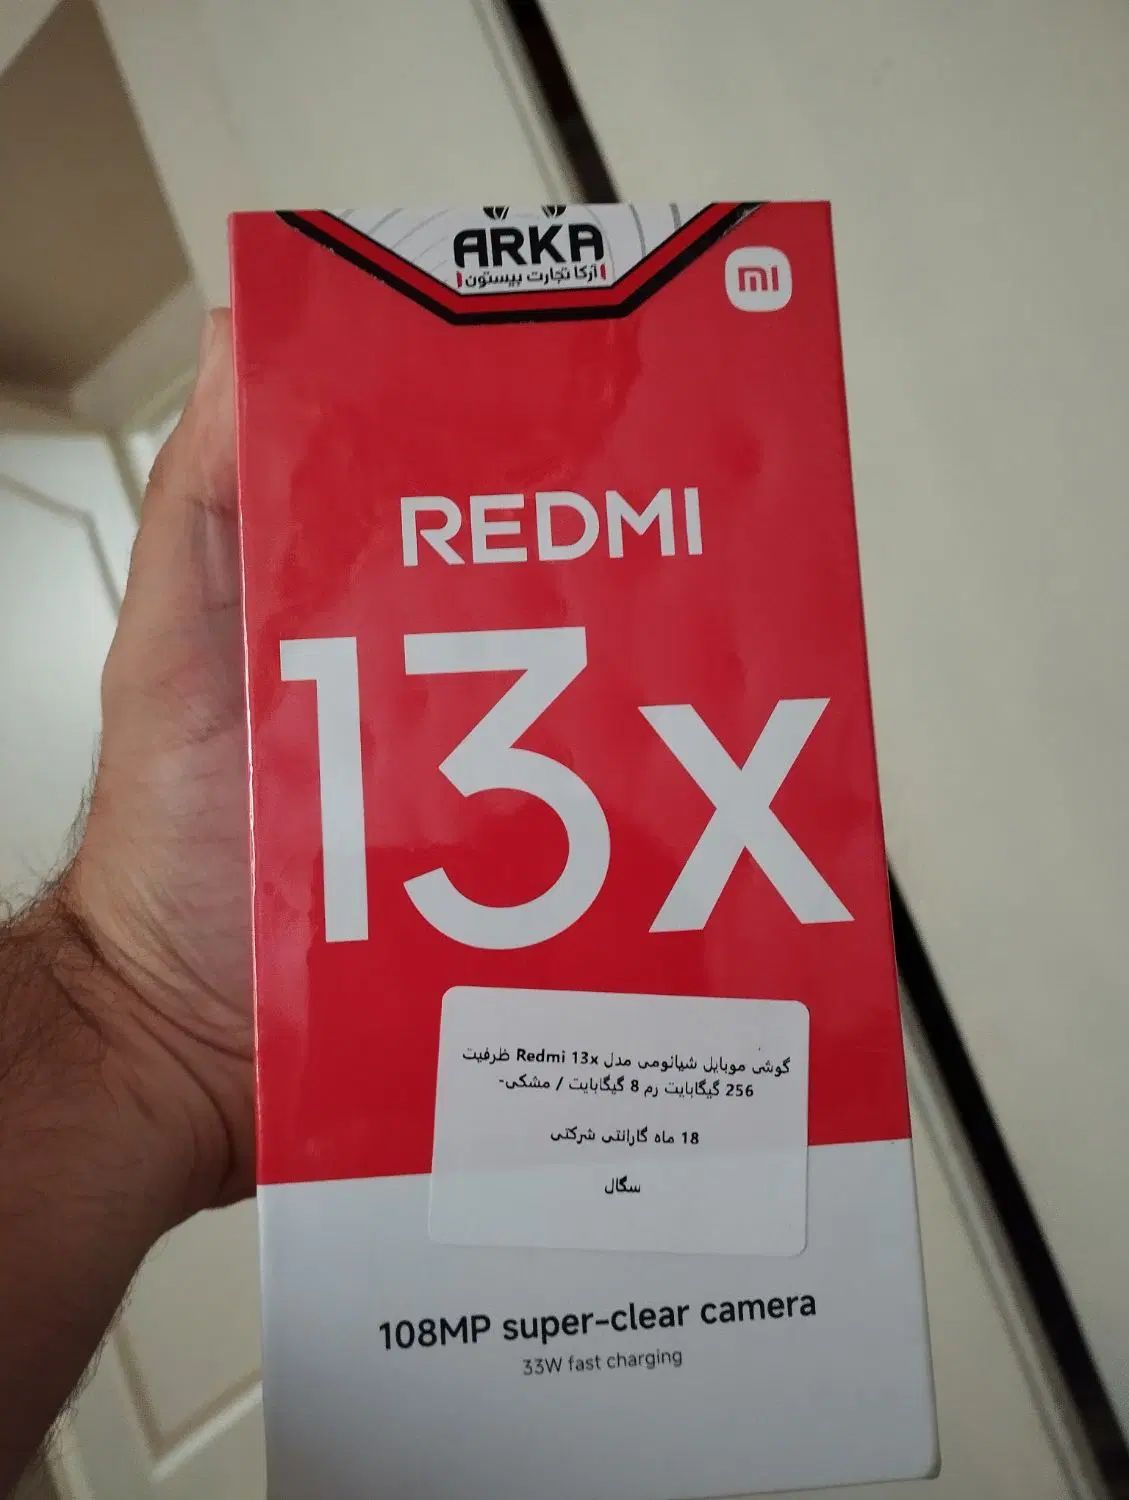 ARKA
آرکا تجارت بیستون
mi
REDMI
13x
گوشی موبایل شیائومی مدل Redmi 13x ظرفیت
256 گیگابایت رم 8 گیگابایت / مشکی-
18 ماه گارانتی شرکتی
سگال
108MP super-clear camera
33W fast charging